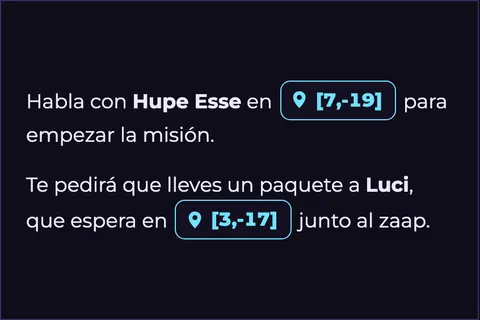 Habla con Hupe Esse en [7,-19] para
empezar la misión.
Te pedirá que lleves un paquete a Luci,
que espera en [3,-17] junto al zaap.